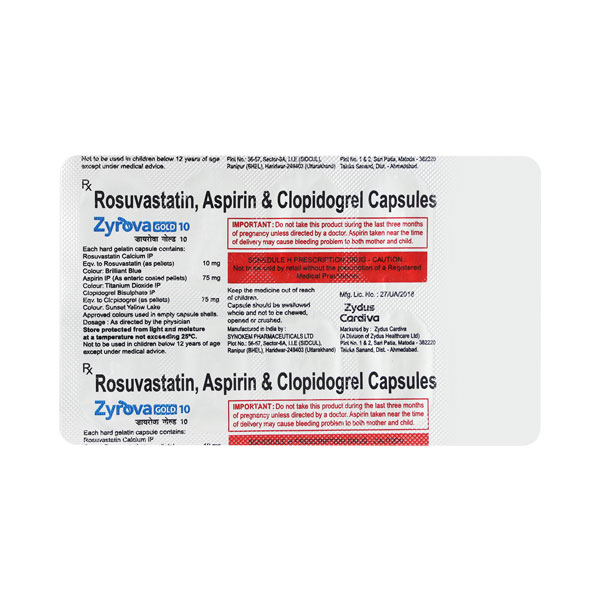 Not to be used in children below 12 years of age
except under medical advice.
Plot No.: 56-57, Sector-6A, I.I.E (SIDCUL),
Ranipur (BHEL), Haridwar-249403 (Uttarakhand)
Plot No. 1 & 2, Sari Patia, Matoda - 382220
Taluka Sanand, Dist. - Ahmedabad.
Rx
Rosuvastatin, Aspirin & Clopidogrel Capsules
Zyrova GOLD 10
ज़ायरोवा गोल्ड 10
Each hard gelatin capsule contains:
Rosuvastatin Calcium IP
Eqv. to Rosuvastatin (as pellets) 10 mg
Colour: Brilliant Blue
Aspirin IP (As enteric coated pellets) 75 mg
Colour: Titanium Dioxide IP
Clopidogrel Bisulphate IP
Eqv. to Clopidogrel (as pellets) 75 mg
Colour: Sunset Yellow Lake
Approved colours used in empty capsule shells.
Dosage : As directed by the physician
Store protected from light and moisture
at a temperature not exceeding 25°C.
Not to be used in children below 12 years of age
except under medical advice.
IMPORTANT: Do not take this product during the last three months
of pregnancy unless directed by a doctor. Aspirin taken near the time
of delivery may cause bleeding problem to both mother and child.
SCHEDULE H PRESCRIPTION DRUG - CAUTION
Not to be sold by retail without the prescription of a Registered
Medical Practitioner.
Keep the medicine out of reach
of children.
Capsule should be swallowed
whole and not to be chewed,
opened or crushed.
Manufactured in India by :
SYNOKEM PHARMACEUTICALS LTD
Plot No.: 56-57, Sector-6A, I.I.E (SIDCUL),
Ranipur (BHEL), Haridwar-249403 (Uttarakhand)
Mfg. Lic. No. : 27/UA/2018
Zydus
Cardiva
Marketed by : Zydus Cardiva
(A Division of Zydus Healthcare Ltd)
Plot No. 1 & 2, Sari Patia, Matoda - 382220
Taluka Sanand, Dist. - Ahmedabad.
Rx
Rosuvastatin, Aspirin & Clopidogrel Capsules
Zyrova GOLD 10
ज़ायरोवा गोल्ड 10
Each hard gelatin capsule contains:
Rosuvastatin Calcium IP
IMPORTANT: Do not take this product during the last three months
of pregnancy unless directed by a doctor. Aspirin taken near the time
of delivery may cause bleeding problem to both mother and child.